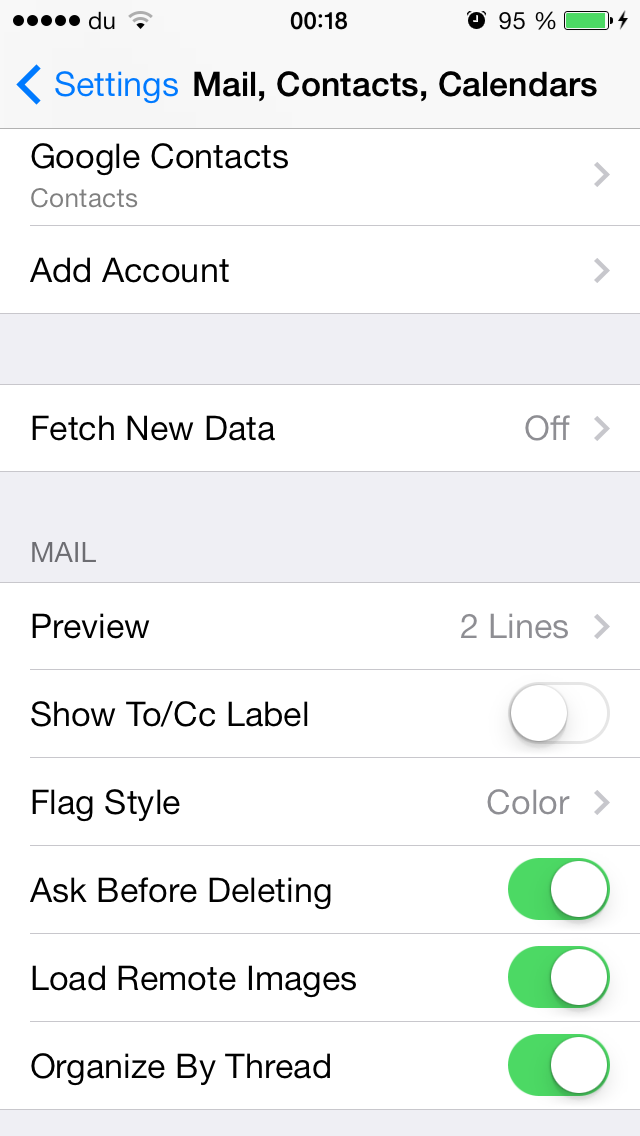 du 00:18 95 %
Settings Mail, Contacts, Calendars
Google Contacts
Contacts
Add Account
Fetch New Data Off
MAIL
Preview 2 Lines
Show To/Cc Label
Flag Style Color
Ask Before Deleting
Load Remote Images
Organize By Thread